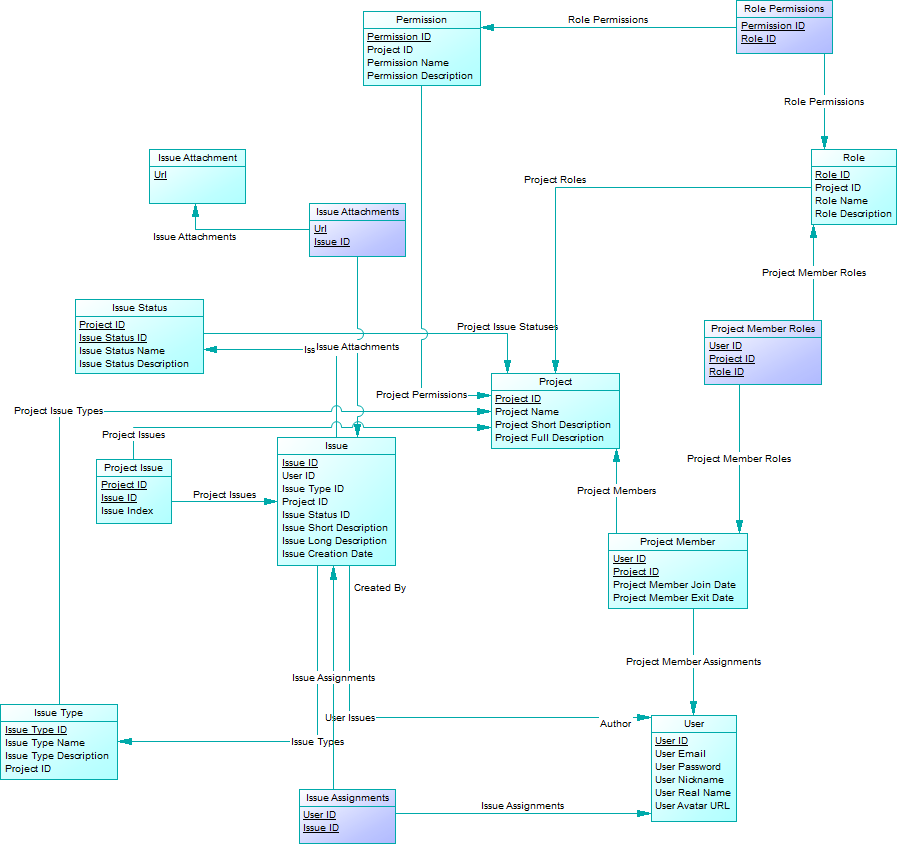 Role Permissions
Permission ID
Role ID
Permission
Permission ID
Project ID
Permission Name
Permission Description
Role Permissions
Role Permissions
Issue Attachment
Url
Role
Role ID
Project ID
Role Name
Role Description
Project Roles
Issue Attachments
Url
Issue ID
Issue Attachments
Project Member Roles
Issue Status
Project ID
Issue Status ID
Issue Status Name
Issue Status Description
Project Issue Statuses
Project Member Roles
User ID
Project ID
Role ID
Iss
Issue Attachments
Project
Project ID
Project Name
Project Short Description
Project Full Description
Project Permissions
Project Issue Types
Project Issues
Issue
Issue ID
User ID
Issue Type ID
Project ID
Issue Status ID
Issue Short Description
Issue Long Description
Issue Creation Date
Project Issue
Project ID
Issue ID
Issue Index
Project Issues
Project Member Roles
Project Members
Project Member
User ID
Project ID
Project Member Join Date
Project Member Exit Date
Created By
Project Member Assignments
Issue Assignments
Issue Type
Issue Type ID
Issue Type Name
Issue Type Description
Project ID
User Issues
Author
Issue Types
User
User ID
User Email
User Password
User Nickname
User Real Name
User Avatar URL
Issue Assignments
User ID
Issue ID
Issue Assignments